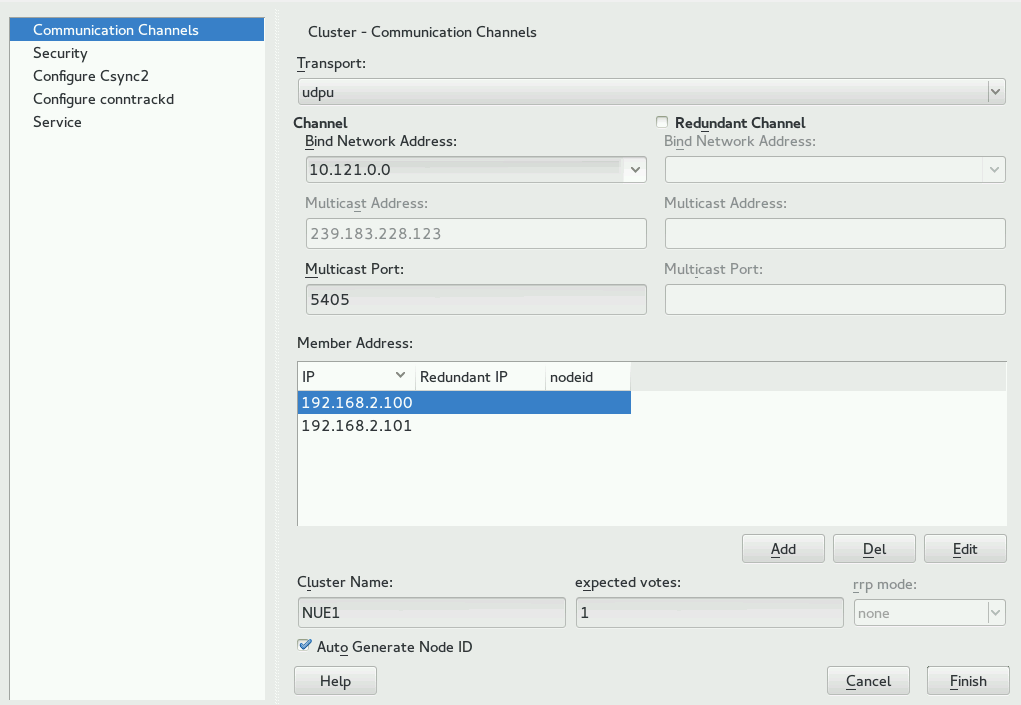 Communication Channels
Security
Configure Csync2
Configure conntrackd
Service
Cluster - Communication Channels
Transport:
udpu
Channel
Bind Network Address:
10.121.0.0
Multicast Address:
239.183.228.123
Multicast Port:
5405
Redundant Channel
Bind Network Address:
Multicast Address:
Multicast Port:
Member Address:
IP Redundant IP nodeid
192.168.2.100
192.168.2.101
Add Del Edit
Cluster Name: expected votes: rrp mode:
NUE1 1 none
Auto Generate Node ID
Help Cancel Finish